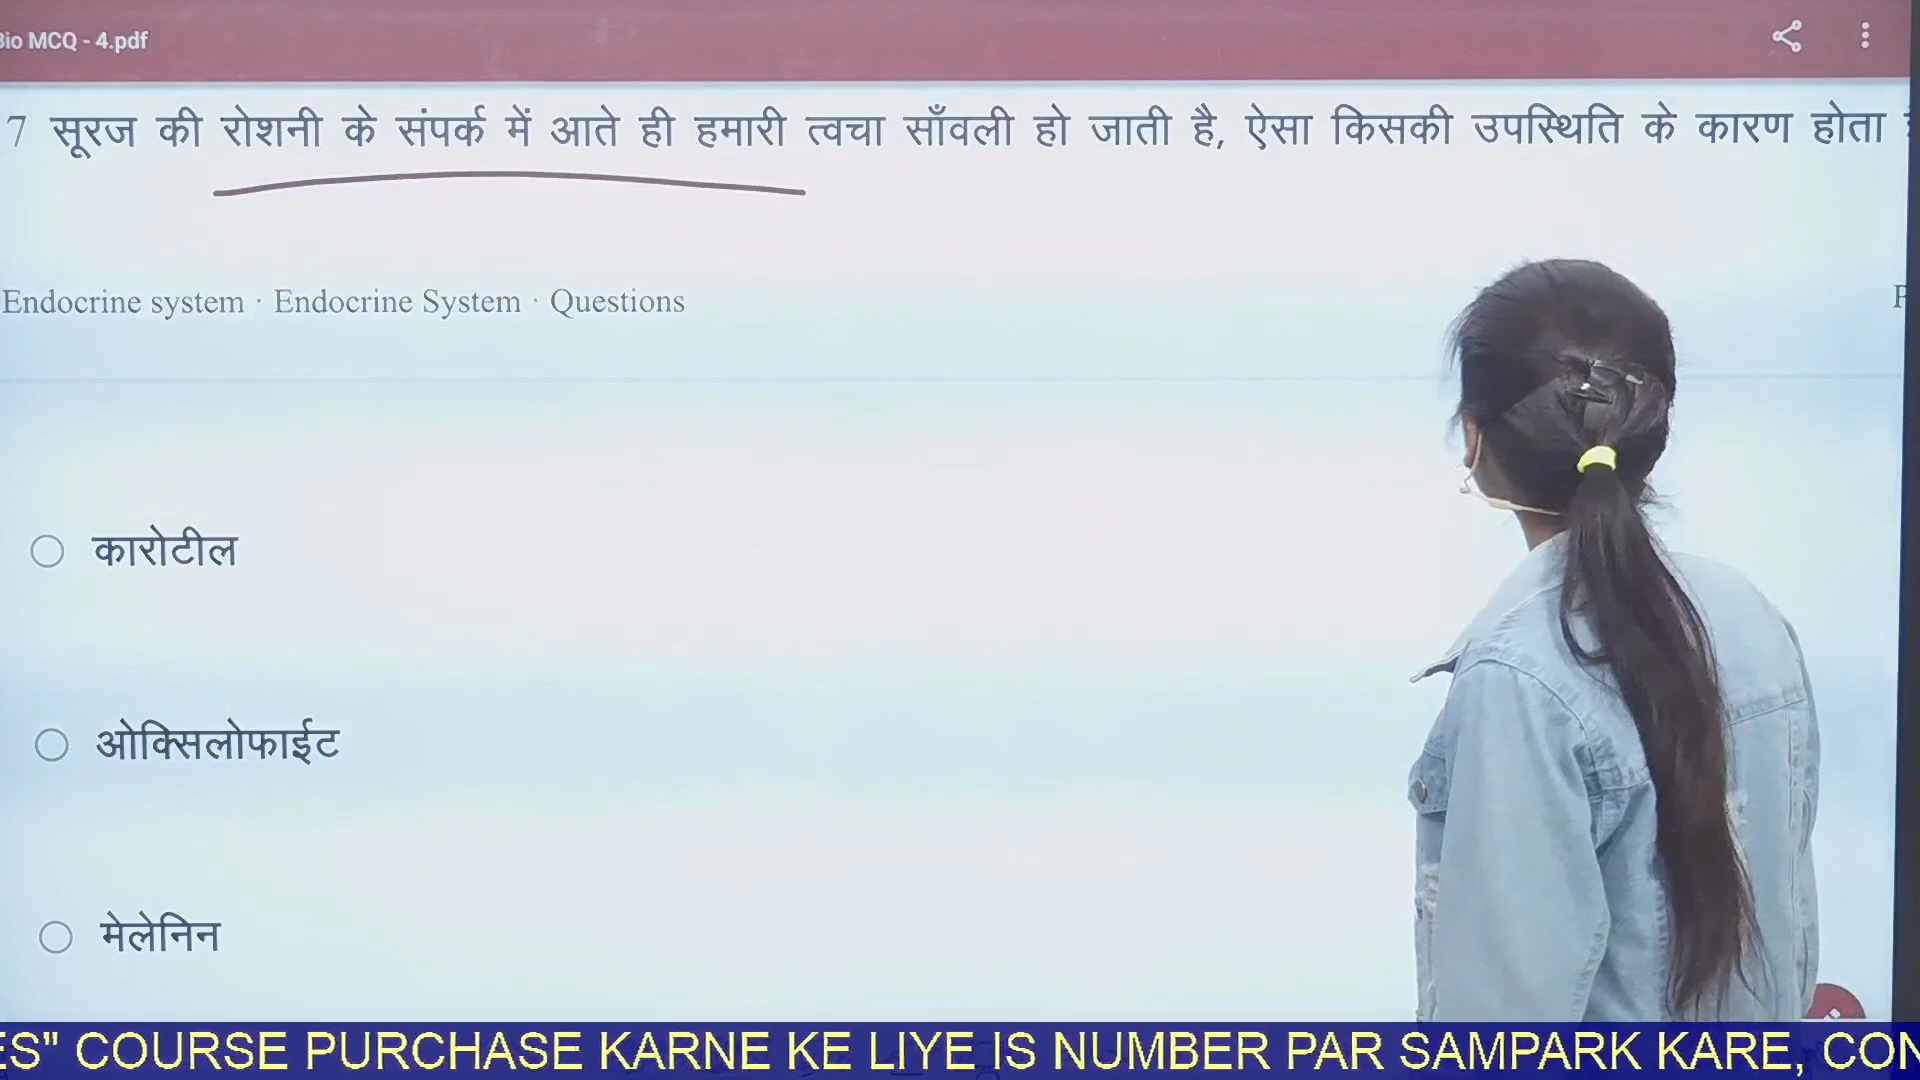 Bio MCQ - 4.pdf
7 सूरज की रोशनी के संपर्क में आते ही हमारी त्वचा साँवली हो जाती है, ऐसा किसकी उपस्थिति के कारण होता
Endocrine system · Endocrine System · Questions
कारोटील
ओक्सिलोफाईट
मेलेनिन
ES" COURSE PURCHASE KARNE KE LIYE IS NUMBER PAR SAMPARK KARE, CON